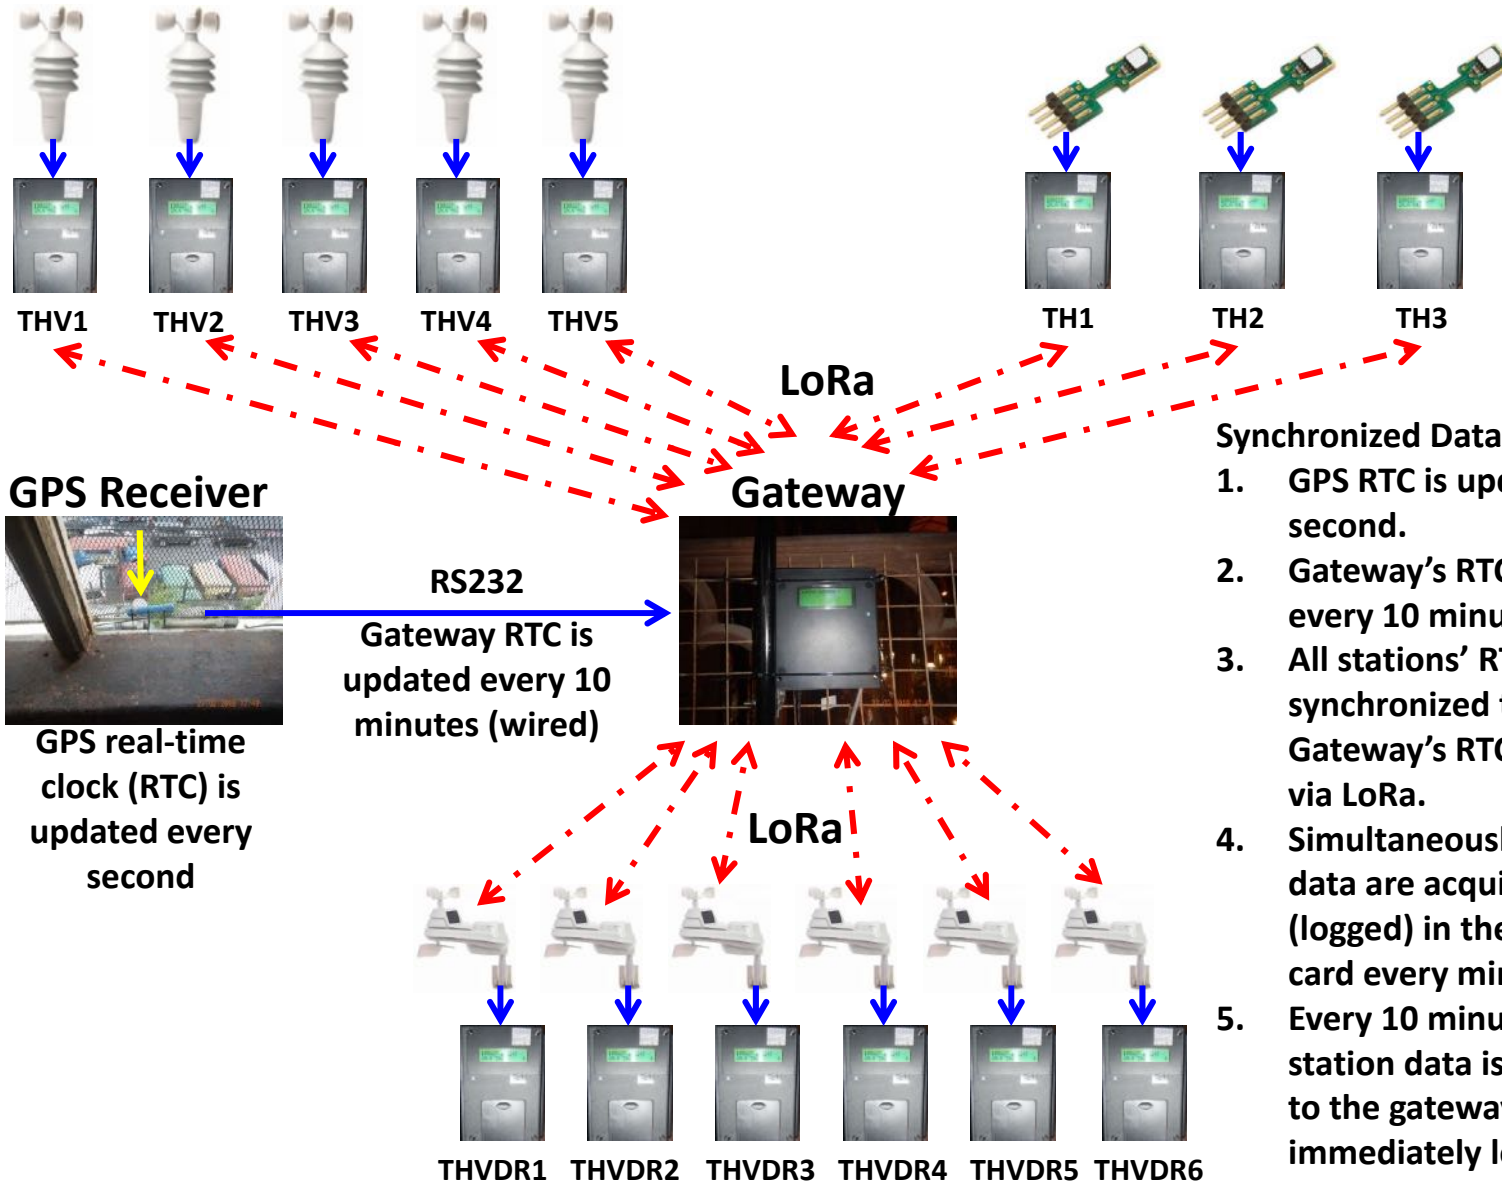 THV1
THV2
THV3
THV4
THV5
TH1
TH2
TH3
LoRa
GPS Receiver
Gateway
RS232
Gateway RTC is
updated every 10
minutes (wired)
GPS real-time
clock (RTC) is
updated every
second
LoRa
THVDR1
THVDR2
THVDR3
THVDR4
THVDR5
THVDR6
Synchronized Data
1. GPS RTC is upd
second.
2. Gateway's RTC
every 10 minu
3. All stations' RT
synchronized t
Gateway's RTC
via LoRa.
4. Simultaneousl
data are acqui
(logged) in the
card every min
5. Every 10 minu
station data is
to the gateway
immediately lo